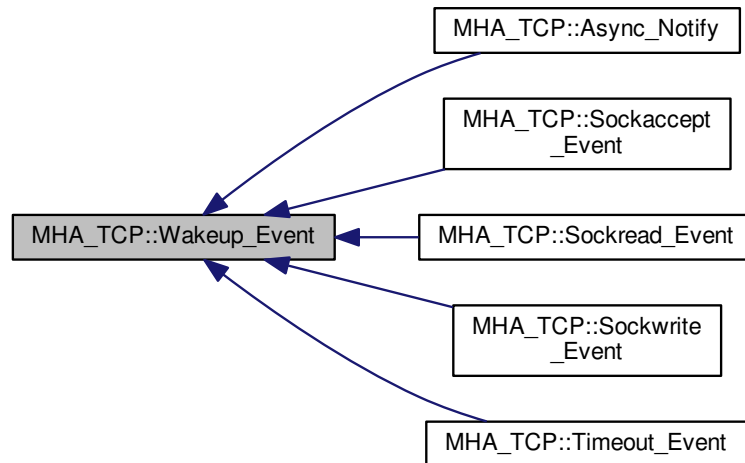 MHA_TCP::Async_Notify
MHA_TCP::Sockaccept
_Event
MHA_TCP::Wakeup_Event
MHA_TCP::Sockread_Event
MHA_TCP::Sockwrite
_Event
MHA_TCP::Timeout_Event